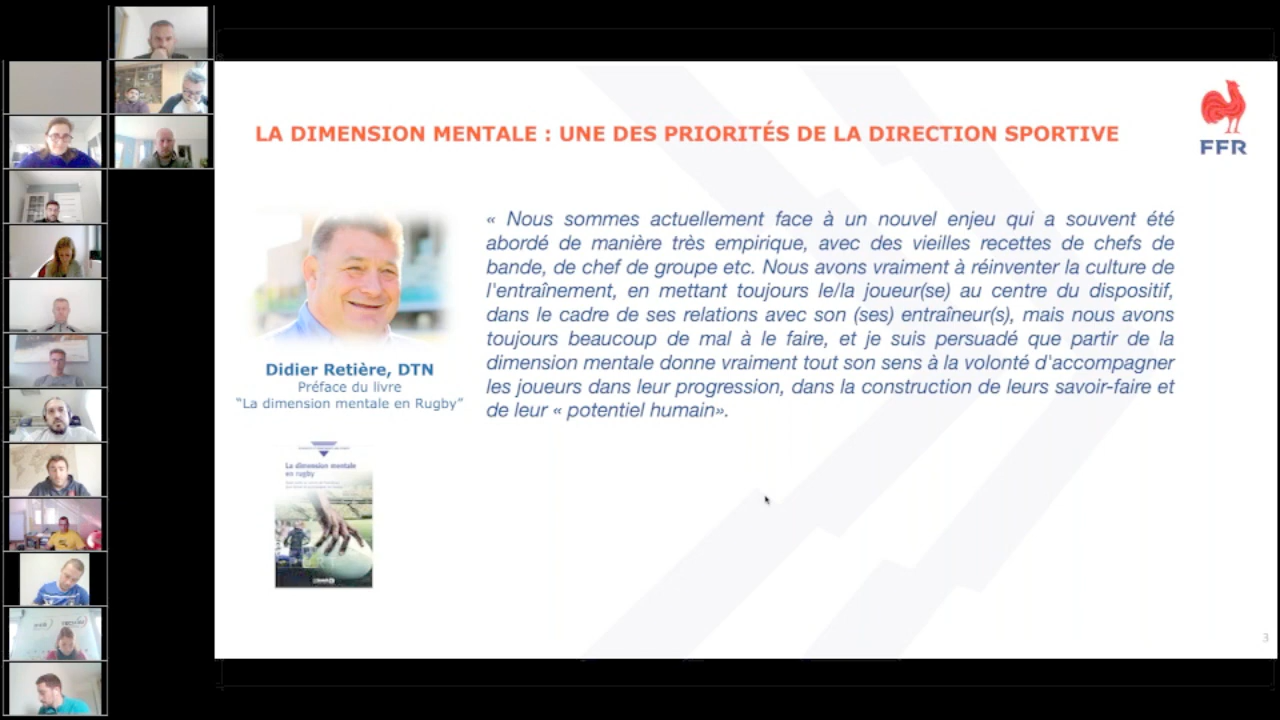 LA DIMENSION MENTALE : UNE DES PRIORITÉS DE LA DIRECTION SPORTIVE
FFR
« Nous sommes actuellement face à un nouvel enjeu qui a souvent été
abordé de manière très empirique, avec des vieilles recettes de chefs de
bande, de chef de groupe etc. Nous avons vraiment à réinventer la culture de
l'entraînement, en mettant toujours le/la joueur(se) au centre du dispositif,
dans le cadre de ses relations avec son (ses) entraîneur(s), mais nous avons
toujours beaucoup de mal à le faire, et je suis persuadé que partir de la
dimension mentale donne vraiment tout son sens à la volonté d'accompagner
les joueurs dans leur progression, dans la construction de leurs savoir-faire et
de leur « potentiel humain».
Didier Retière, DTN
Préface du livre
“La dimension mentale en Rugby”
La dimension mentale
en rugby
3